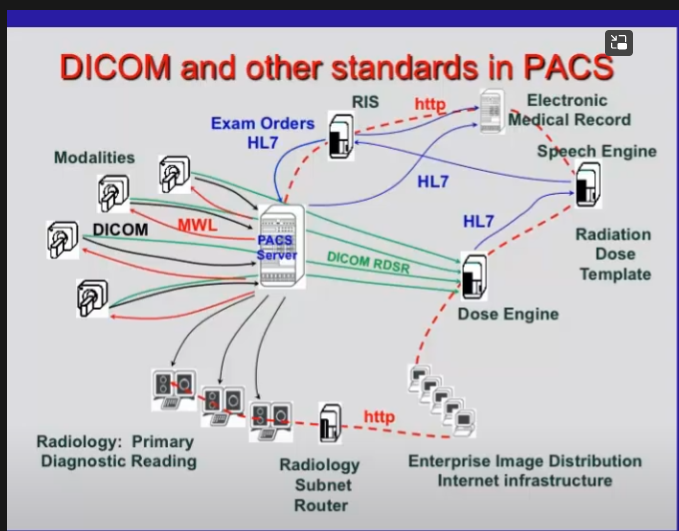 DICOM and other standards in PACS
RIS
http
Electronic
Medical Record
Exam Orders
HL7
Modalities
Speech Engine
HL7
DICOM
MWL
PACS
Server
HL7
DICOM RDSR
Radiation
Dose
Template
Dose Engine
http
Radiology: Primary
Diagnostic Reading
Radiology
Subnet
Router
Enterprise Image Distribution
Internet infrastructure